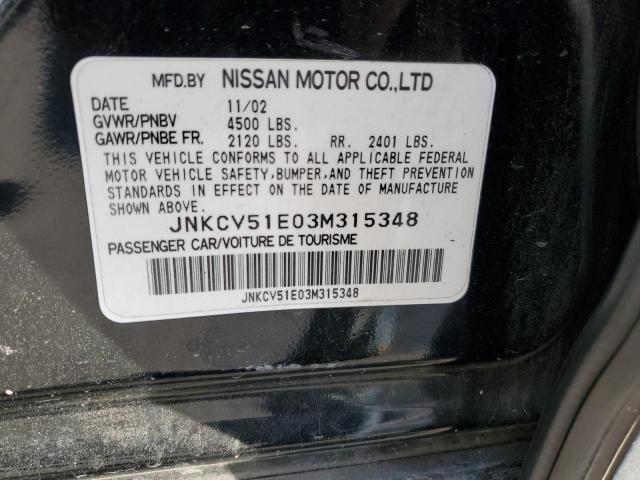 MFD.BY NISSAN MOTOR CO.,LTD
DATE 11/02
GVWR/PNBV 4500 LBS.
GAWR/PNBE FR. 2120 LBS. RR. 2401 LBS.
THIS VEHICLE CONFORMS TO ALL APPLICABLE FEDERAL
MOTOR VEHICLE SAFETY,BUMPER,AND THEFT PREVENTION
STANDARDS IN EFFECT ON THE DATE OF MANUFACTURE
SHOWN ABOVE.
JNKCV51E03M315348
PASSENGER CAR/VOITURE DE TOURISME
JNKCV51E03M315348